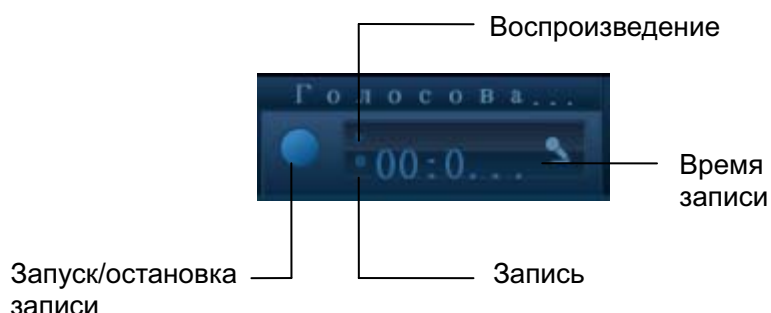 Воспроизведение
Голосова...
00:0...
Время
записи
Запуск/остановка
записи
Запись